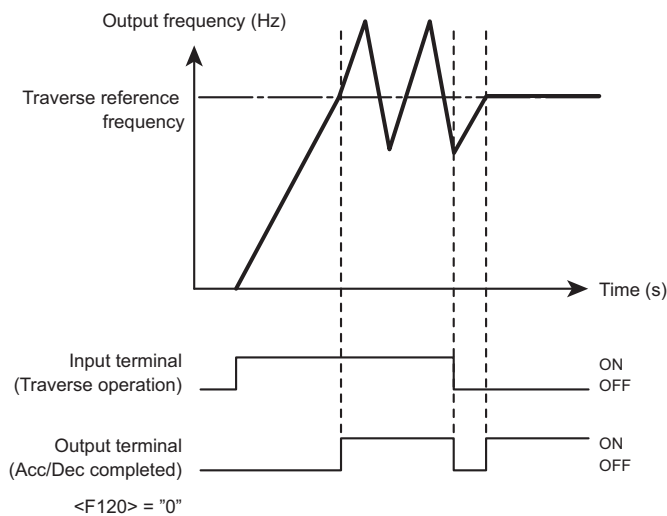 Output frequency (Hz)
Traverse reference
frequency
Time (s)
Input terminal
(Traverse operation)
ON
OFF
Output terminal
(Acc/Dec completed)
ON
OFF
<F120> = ”0”